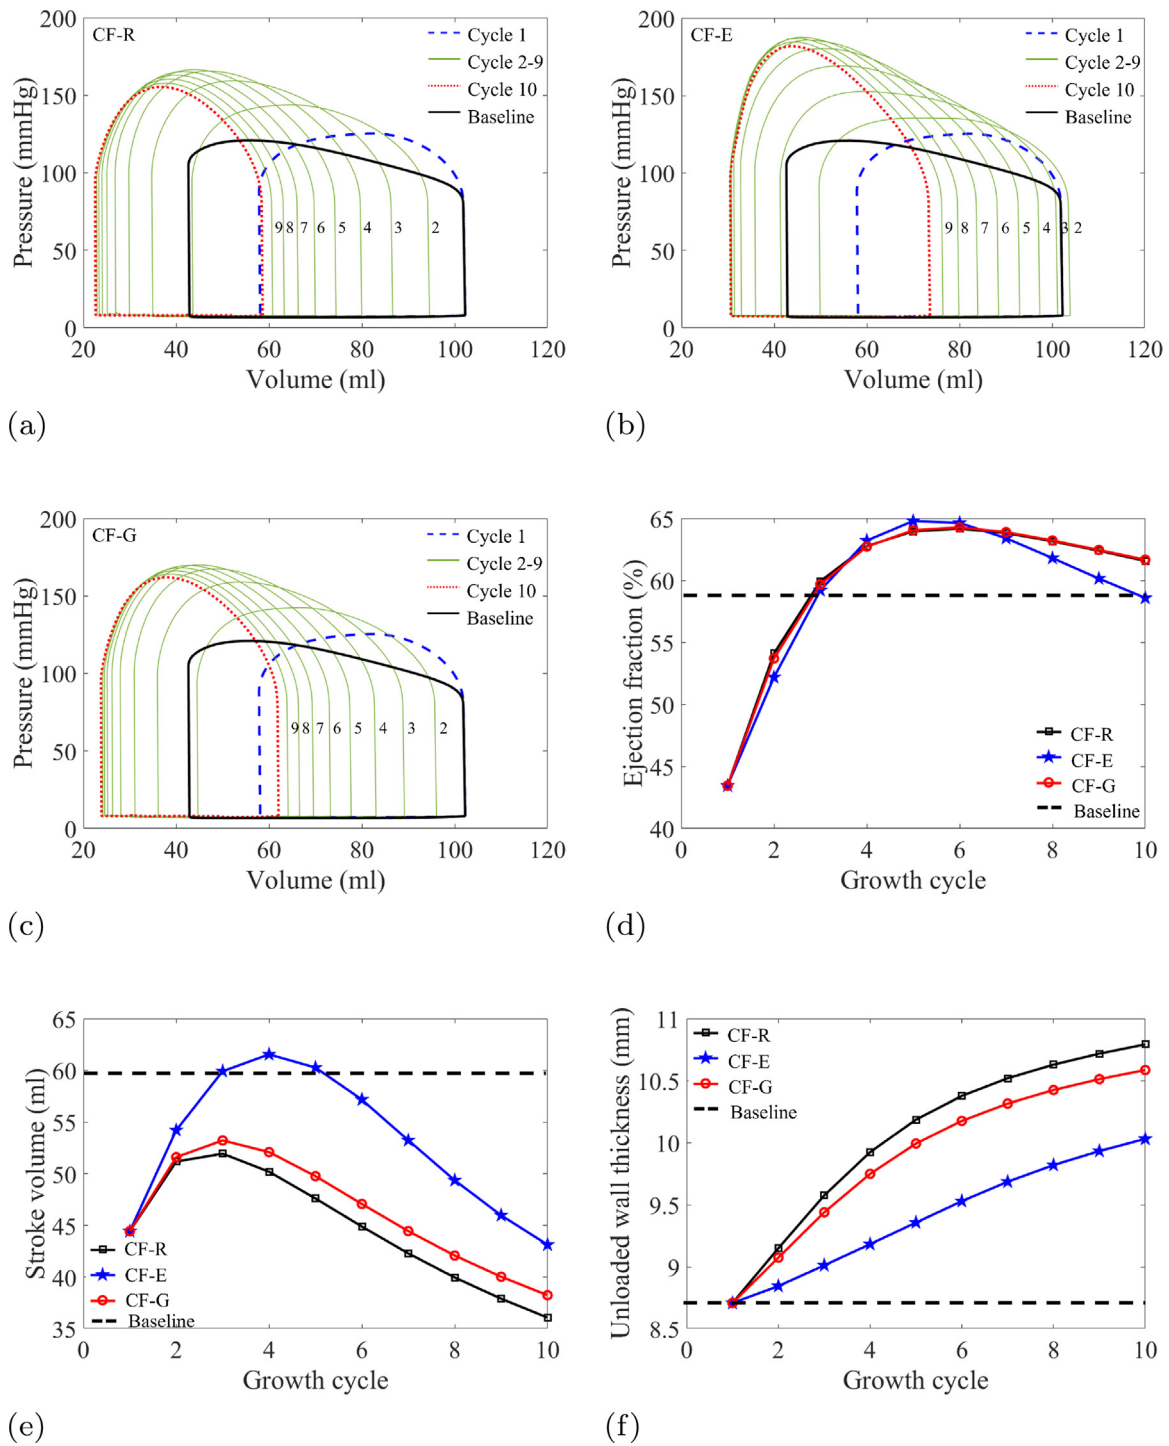 CF-R
Cycle 1
Cycle 2-9
Cycle 10
Baseline
Pressure (mmHg)
200
150
100
50
0
9 8 7 6 5 4 3 2
20 40 60 80 100 120
Volume (ml)
(a)
CF-E
Cycle 1
Cycle 2-9
Cycle 10
Baseline
Pressure (mmHg)
200
150
100
50
0
9 8 7 6 5 4 3 2
20 40 60 80 100 120
Volume (ml)
(b)
CF-G
Cycle 1
Cycle 2-9
Cycle 10
Baseline
Pressure (mmHg)
200
150
100
50
0
9 8 7 6 5 4 3 2
20 40 60 80 100 120
Volume (ml)
(c)
Ejection fraction (%)
65
60
55
50
45
40
CF-R
CF-E
CF-G
Baseline
0 2 4 6 8 10
Growth cycle
(d)
Stroke volume (ml)
65
60
55
50
45
40
35
CF-R
CF-E
CF-G
Baseline
0 2 4 6 8 10
Growth cycle
(e)
Unloaded wall thickness (mm)
11
10.5
10
9.5
9
8.5
CF-R
CF-E
CF-G
Baseline
0 2 4 6 8 10
Growth cycle
(f)